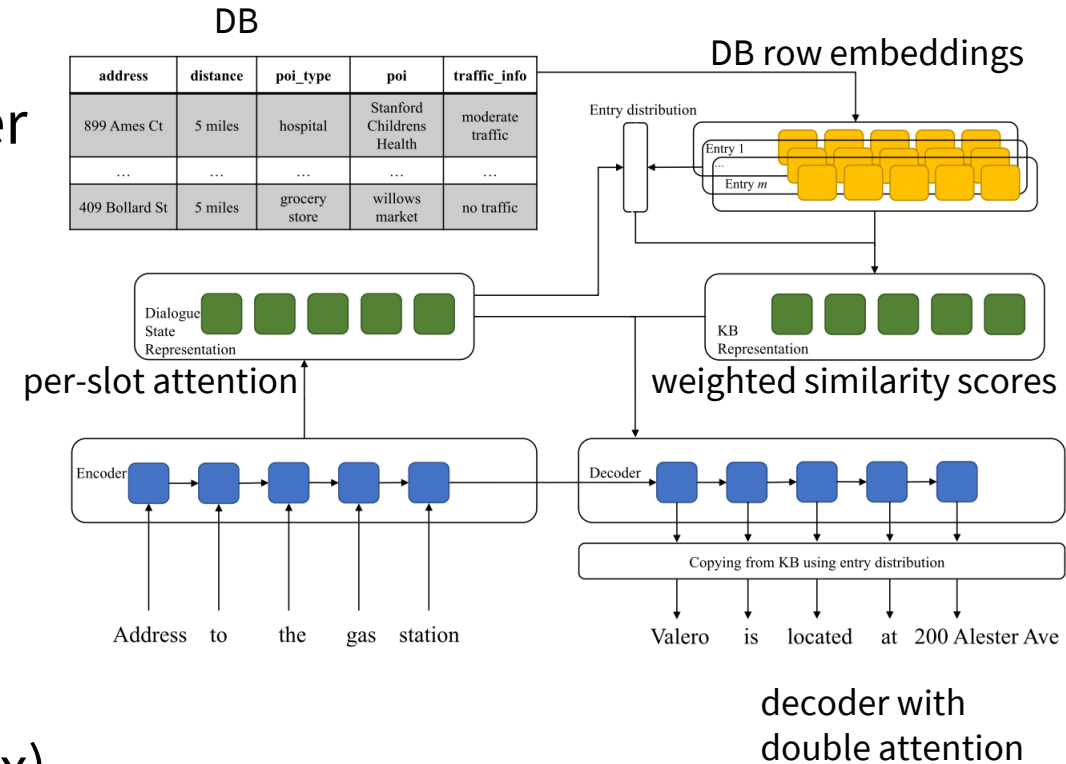 DB
DB row embeddings
address distance poi_type poi traffic_info
899 Ames Ct 5 miles hospital Stanford Childrens Health moderate traffic
... ... ... ... ...
409 Bollard St 5 miles grocery store willows market no traffic
Entry distribution
Entry 1
...
Entry m
Dialogue
State
Representation
KB
Representation
per-slot attention
weighted similarity scores
Encoder
Decoder
Copying from KB using entry distribution
Address to the gas station
Valero is located at 200 Alester Ave
decoder with
double attention